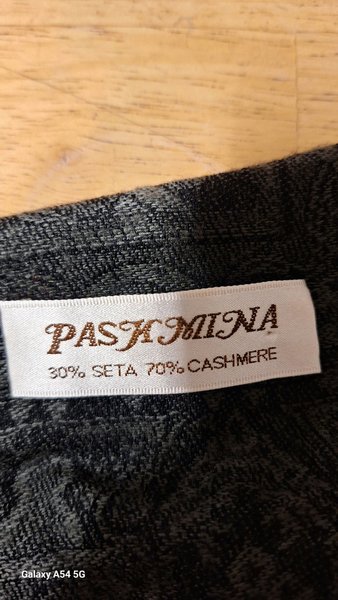 PASHMINA
30% SETA 70% CASHMERE
Galaxy A54 5G